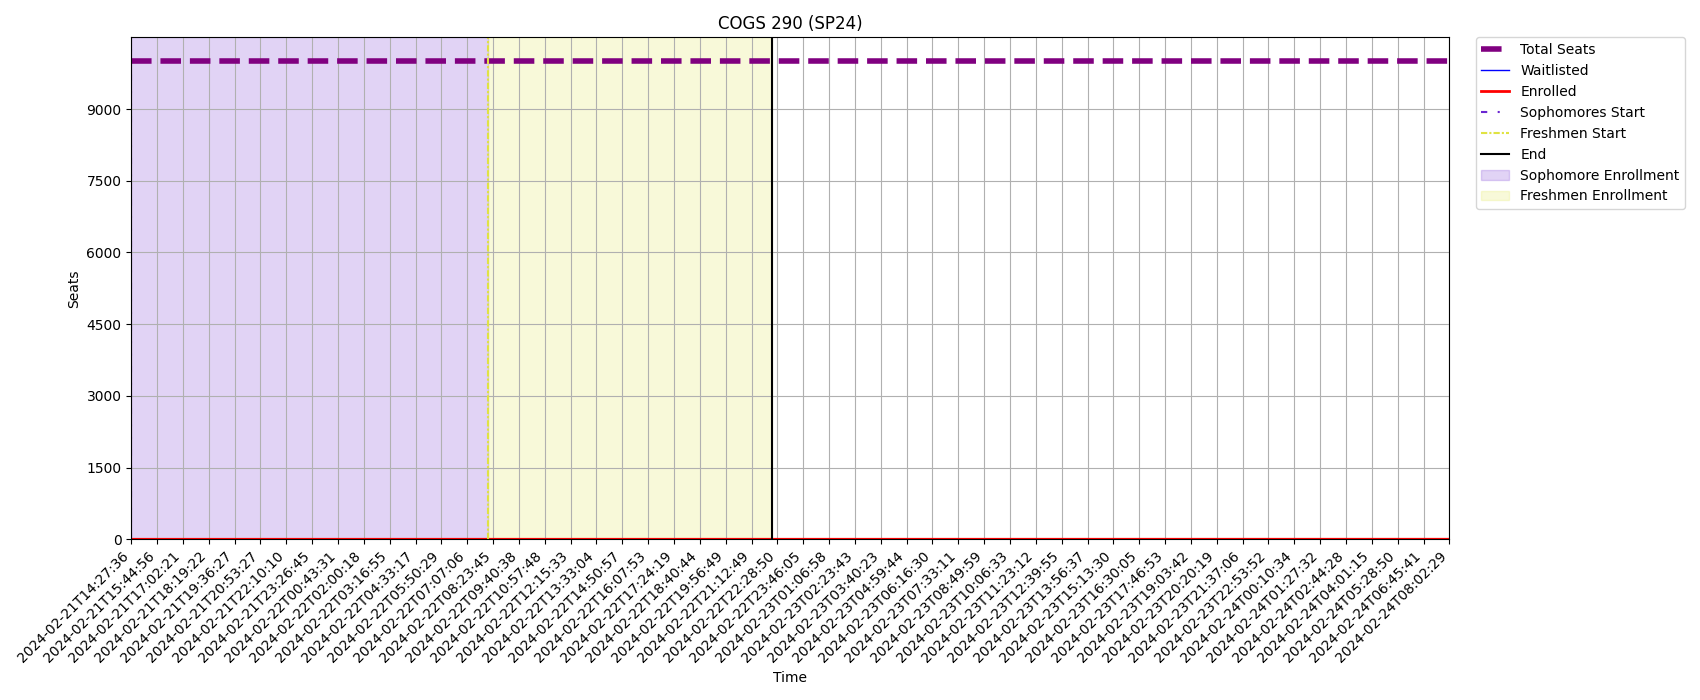 COGS 290 (SP24)
Total Seats
Waitlisted
Enrolled
Sophomores Start
Freshmen Start
End
Sophomore Enrollment
Freshmen Enrollment
9000
7500
6000
4500
3000
1500
0
Seats
2024-02-21T14:27:36
2024-02-21T15:44:56
2024-02-21T17:02:21
2024-02-21T18:19:22
2024-02-21T19:36:27
2024-02-21T20:53:27
2024-02-21T22:10:10
2024-02-21T23:26:45
2024-02-22T00:43:31
2024-02-22T02:00:18
2024-02-22T03:16:55
2024-02-22T04:33:17
2024-02-22T05:50:29
2024-02-22T07:07:06
2024-02-22T08:23:45
2024-02-22T09:40:38
2024-02-22T10:57:48
2024-02-22T12:15:33
2024-02-22T13:33:04
2024-02-22T14:50:57
2024-02-22T16:07:53
2024-02-22T17:24:19
2024-02-22T18:40:44
2024-02-22T19:56:49
2024-02-22T21:12:49
2024-02-22T22:28:50
2024-02-22T23:46:05
2024-02-23T01:06:58
2024-02-23T02:23:43
2024-02-23T03:40:23
2024-02-23T04:59:44
2024-02-23T06:16:30
2024-02-23T07:33:11
2024-02-23T08:49:59
2024-02-23T10:06:33
2024-02-23T11:23:12
2024-02-23T12:39:55
2024-02-23T13:56:37
2024-02-23T15:13:30
2024-02-23T16:30:05
2024-02-23T17:46:53
2024-02-23T19:03:42
2024-02-23T20:20:19
2024-02-23T21:37:06
2024-02-23T22:53:52
2024-02-24T00:10:34
2024-02-24T01:27:32
2024-02-24T02:44:28
2024-02-24T04:01:15
2024-02-24T05:28:50
2024-02-24T06:45:41
2024-02-24T08:02:29
Time